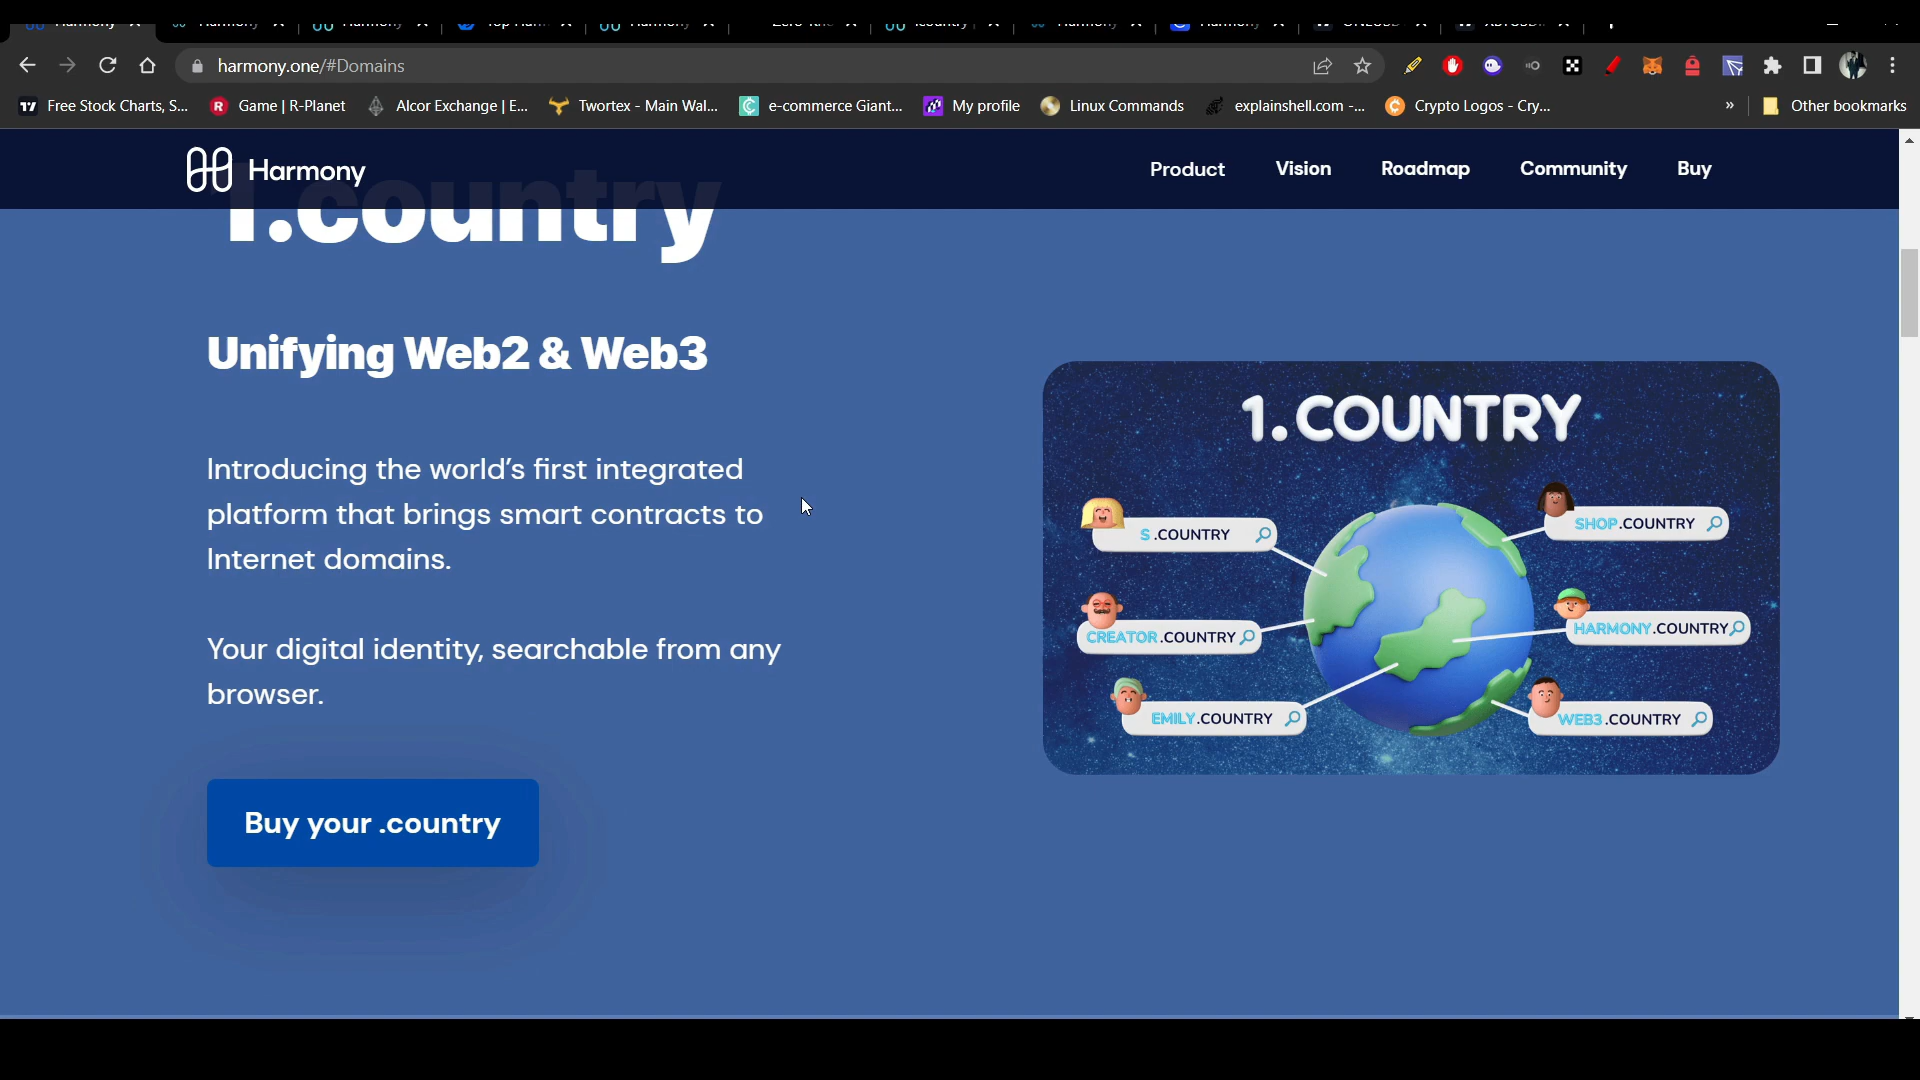 harmony.one/#Domains
Free Stock Charts, S...
Game | R-Planet
Alcor Exchange | E...
Twortex - Main Wal...
e-commerce Giant...
My profile
Linux Commands
explainshell.com -...
Crypto Logos - Cry...
»
Other bookmarks
Harmony
Product
Vision
Roadmap
Community
Buy
1.country
Unifying Web2 & Web3
Introducing the world's first integrated
platform that brings smart contracts to
Internet domains.
Your digital identity, searchable from any
browser.
Buy your .country
1.COUNTRY
S.COUNTRY
SHOP.COUNTRY
CREATOR.COUNTRY
HARMONY.COUNTRY
EMILY.COUNTRY
WEB3.COUNTRY